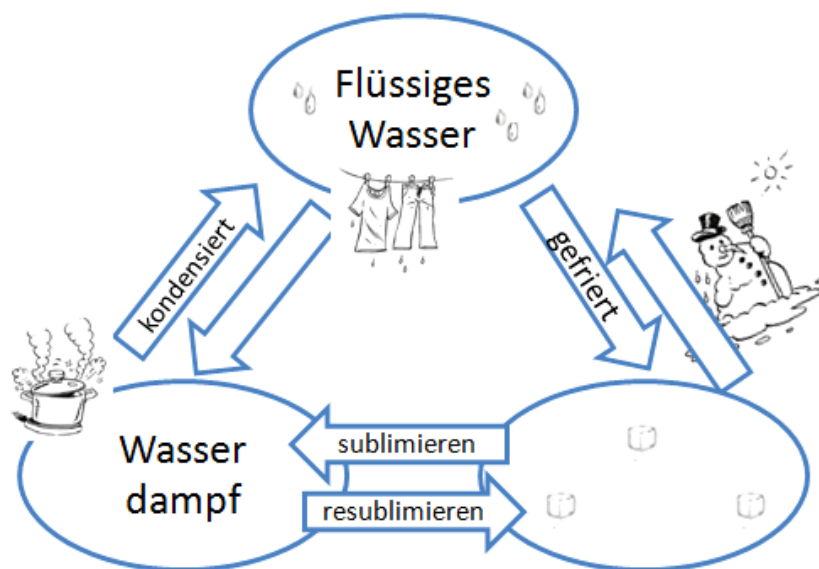 Flüssiges
Wasser
kondensiert
gefriert
sublimieren
Wasser
dampf
resublimieren